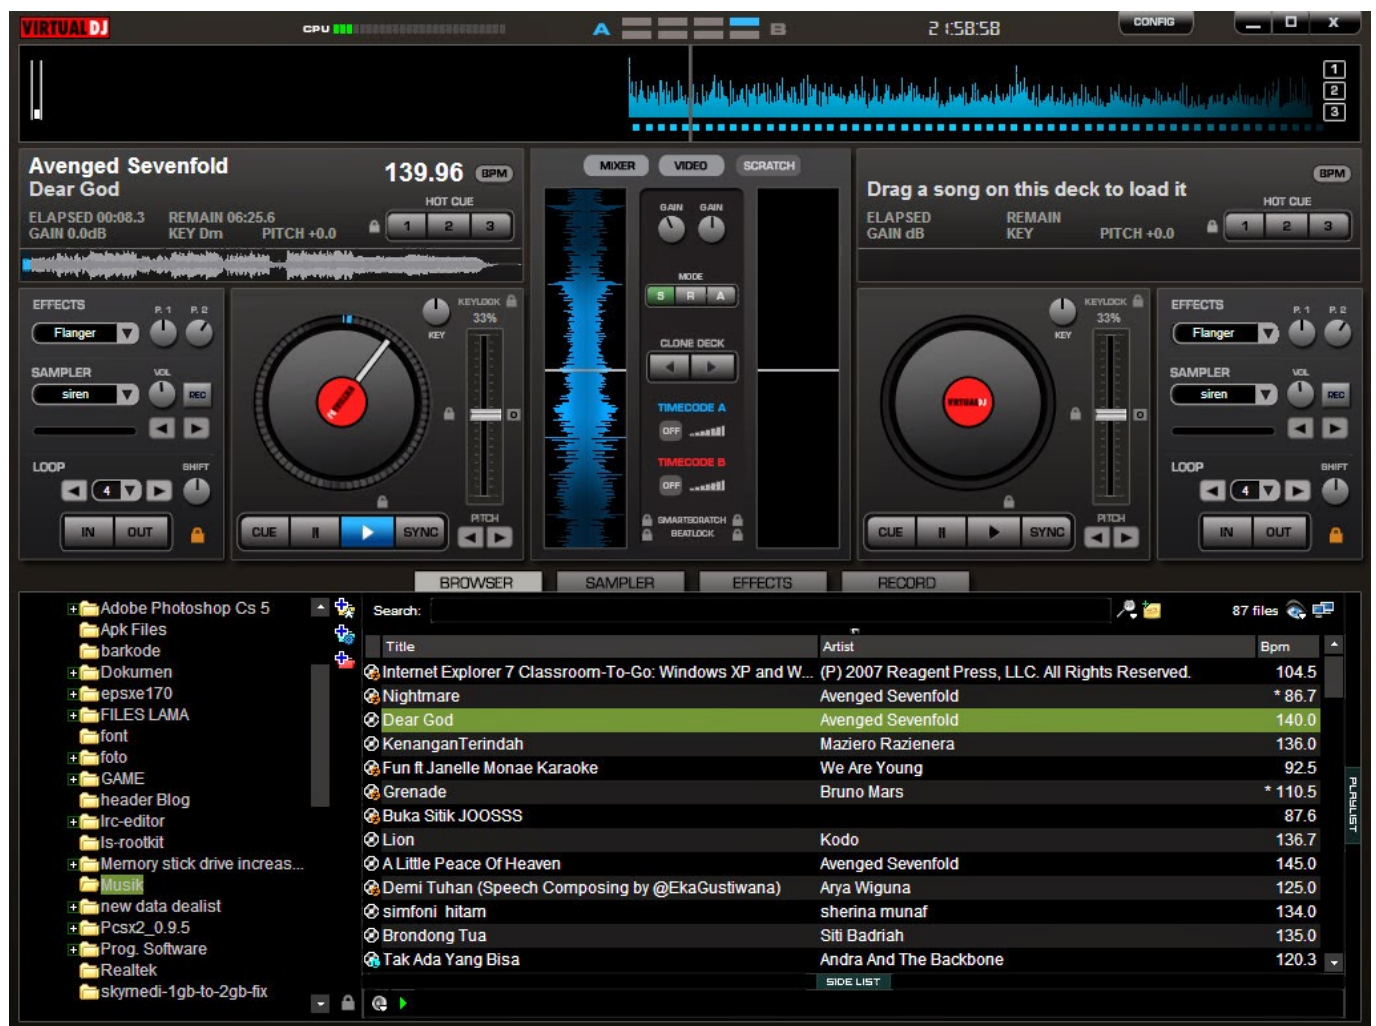 VIRTUAL DJ
CPU
A
B
21:58:58
CONFIG
X
1
2
3
Avenged Sevenfold
Dear God
139.96 BPM
HOT CUE
ELAPSED 00:08.3 REMAIN 06:25.6
GAIN 0.0dB KEY Dm PITCH +0.0
1 2 3
MIXER VIDEO SCRATCH
GAIN GAIN
MODE
S R A
CLONE DECK
TIMECODE A
OFF
TIMECODE B
OFF
SMARTSCRATCH
BEATLOCK
Drag a song on this deck to load it
BPM
HOT CUE
ELAPSED REMAIN
GAIN dB KEY PITCH +0.0
1 2 3
EFFECTS P. 1 P. 2
Flanger
SAMPLER VOL
siren REC
LOOP SHIFT
4
IN OUT
KEYLOCK
33%
KEY
PITCH
CUE II SYNC
KEYLOCK
33%
KEY
VIRTUAL DJ
PITCH
CUE II SYNC
EFFECTS P. 1 P. 2
Flanger
SAMPLER VOL
siren REC
LOOP SHIFT
4
IN OUT
BROWSER SAMPLER EFFECTS RECORD
Adobe Photoshop Cs 5
Apk Files
barkode
Dokumen
epsxe170
FILES LAMA
font
foto
GAME
header Blog
lrc-editor
ls-rootkit
Memory stick drive increas...
Musik
new data dealist
Pcsx2_0.9.5
Prog. Software
Realtek
skymedi-1gb-to-2gb-fix
Search: 87 files
Title Artist Bpm
Internet Explorer 7 Classroom-To-Go: Windows XP and W... (P) 2007 Reagent Press, LLC. All Rights Reserved. 104.5
Nightmare Avenged Sevenfold * 86.7
Dear God Avenged Sevenfold 140.0
KenanganTerindah Maziero Razienera 136.0
Fun ft Janelle Monae Karaoke We Are Young 92.5
Grenade Bruno Mars * 110.5
Buka Sitik JOOSSS 87.6
Lion Kodo 136.7
A Little Peace Of Heaven Avenged Sevenfold 145.0
Demi Tuhan (Speech Composing by @EkaGustiwana) Arya Wiguna 125.0
simfoni hitam sherina munaf 134.0
Brondong Tua Siti Badriah 135.0
Tak Ada Yang Bisa Andra And The Backbone 120.3
SIDE LIST
PLAYLIST